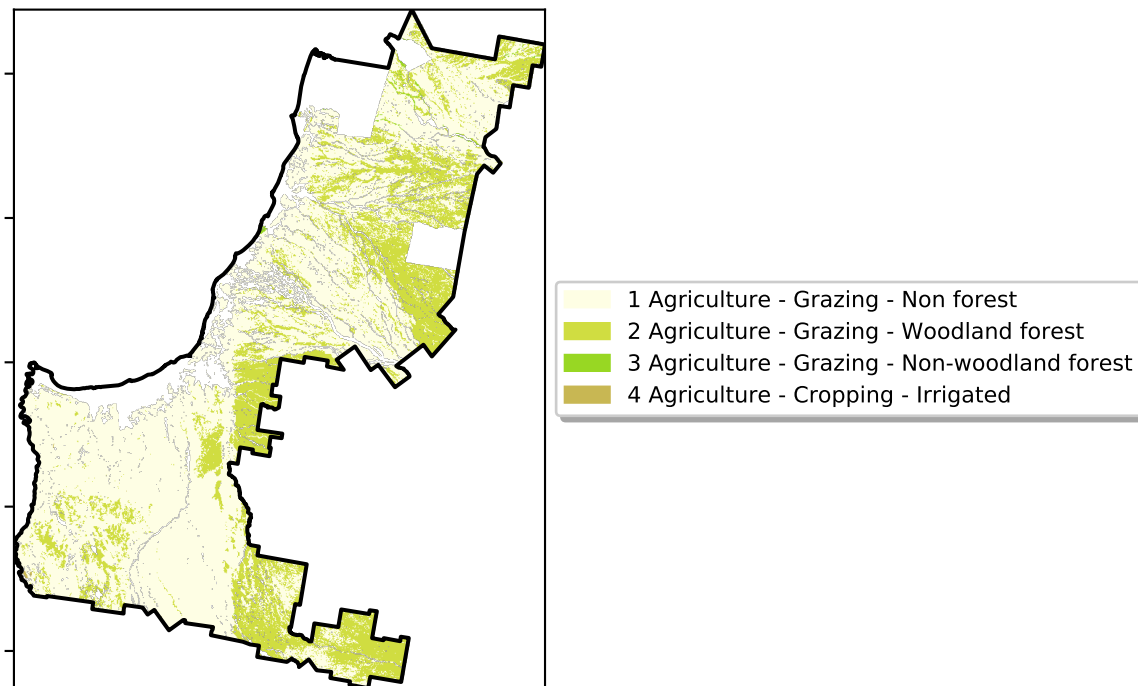 1 Agriculture - Grazing - Non forest
2 Agriculture - Grazing - Woodland forest
3 Agriculture - Grazing - Non-woodland forest
4 Agriculture - Cropping - Irrigated